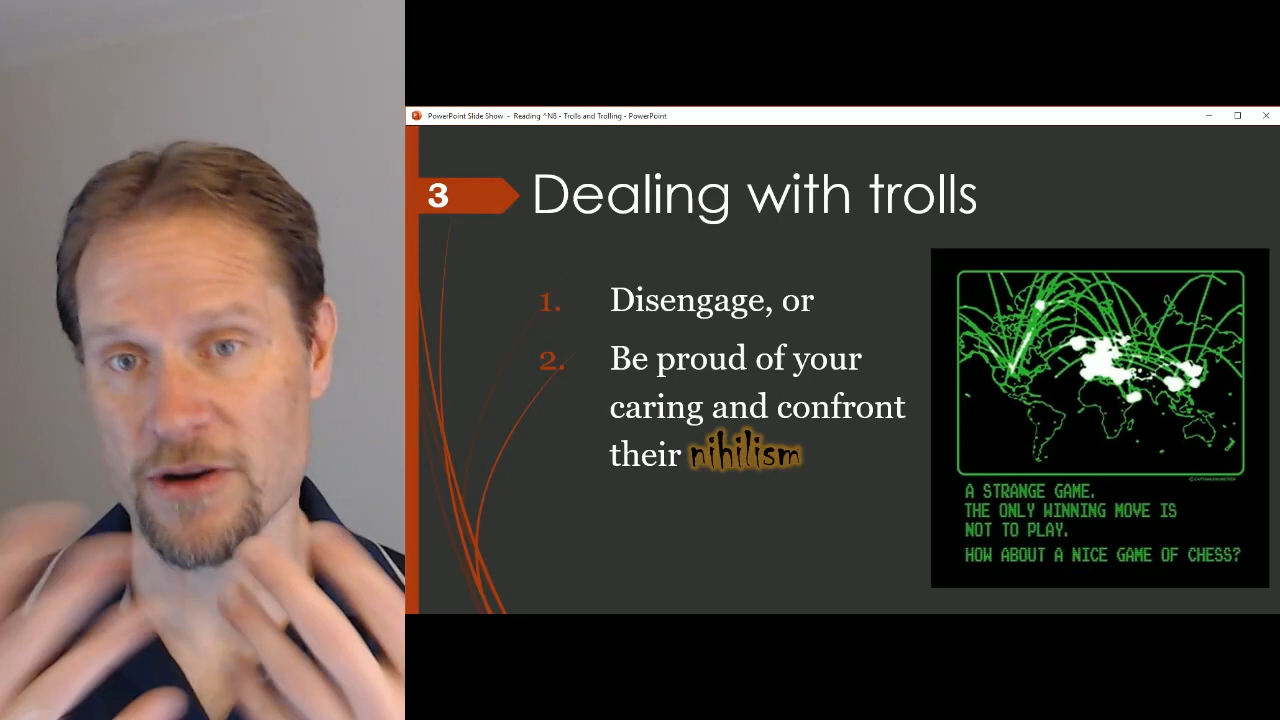 PowerPoint Slide Show - Reading ^N8 - Trolls and Trolling - PowerPoint
3
Dealing with trolls
1. Disengage, or
2. Be proud of your
caring and confront
their nihilism
A STRANGE GAME.
THE ONLY WINNING MOVE IS
NOT TO PLAY.
HOW ABOUT A NICE GAME OF CHESS?